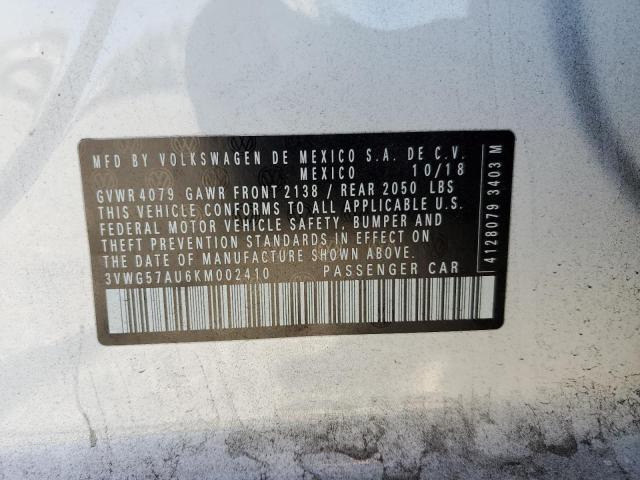 MFD BY VOLKSWAGEN DE MEXICO S.A. DE C.V.
MEXICO 10/18
GVWR 4079 GAWR FRONT 2138 / REAR 2050 LBS
THIS VEHICLE CONFORMS TO ALL APPLICABLE U.S.
FEDERAL MOTOR VEHICLE SAFETY, BUMPER AND
THEFT PREVENTION STANDARDS IN EFFECT ON
THE DATE OF MANUFACTURE SHOWN ABOVE.
3VWG57AU6KM002410 PASSENGER CAR
4128079 3403 M